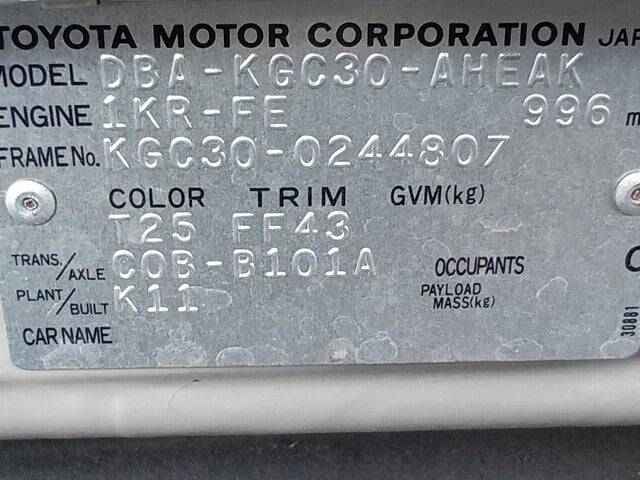 TOYOTA MOTOR CORPORATION JAP
MODEL DBA-KGC30-AHEAK
ENGINE 1KR-FE 996 m
FRAME No. KGC30-0244807
COLOR TRIM GVM(kg)
T25 FF43
TRANS./AXLE C0B-B101A OCCUPANTS C
PLANT/BUILT K11 PAYLOAD MASS(kg)
CAR NAME
30881